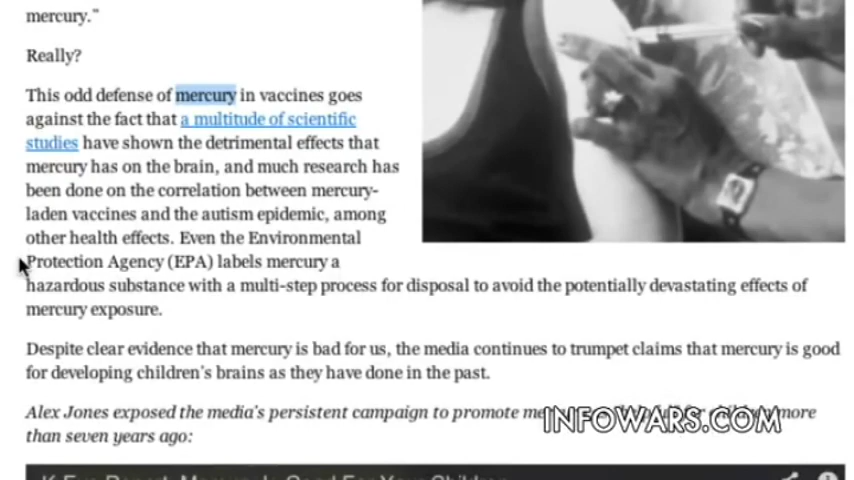 mercury."
Really?
This odd defense of mercury in vaccines goes
against the fact that a multitude of scientific
studies have shown the detrimental effects that
mercury has on the brain, and much research has
been done on the correlation between mercury-
laden vaccines and the autism epidemic, among
other health effects. Even the Environmental
Protection Agency (EPA) labels mercury a
hazardous substance with a multi-step process for disposal to avoid the potentially devastating effects of
mercury exposure.
Despite clear evidence that mercury is bad for us, the media continues to trumpet claims that mercury is good
for developing children's brains as they have done in the past.
Alex Jones exposed the media's persistent campaign to promote more
INFOWARS.COM
than seven years ago: